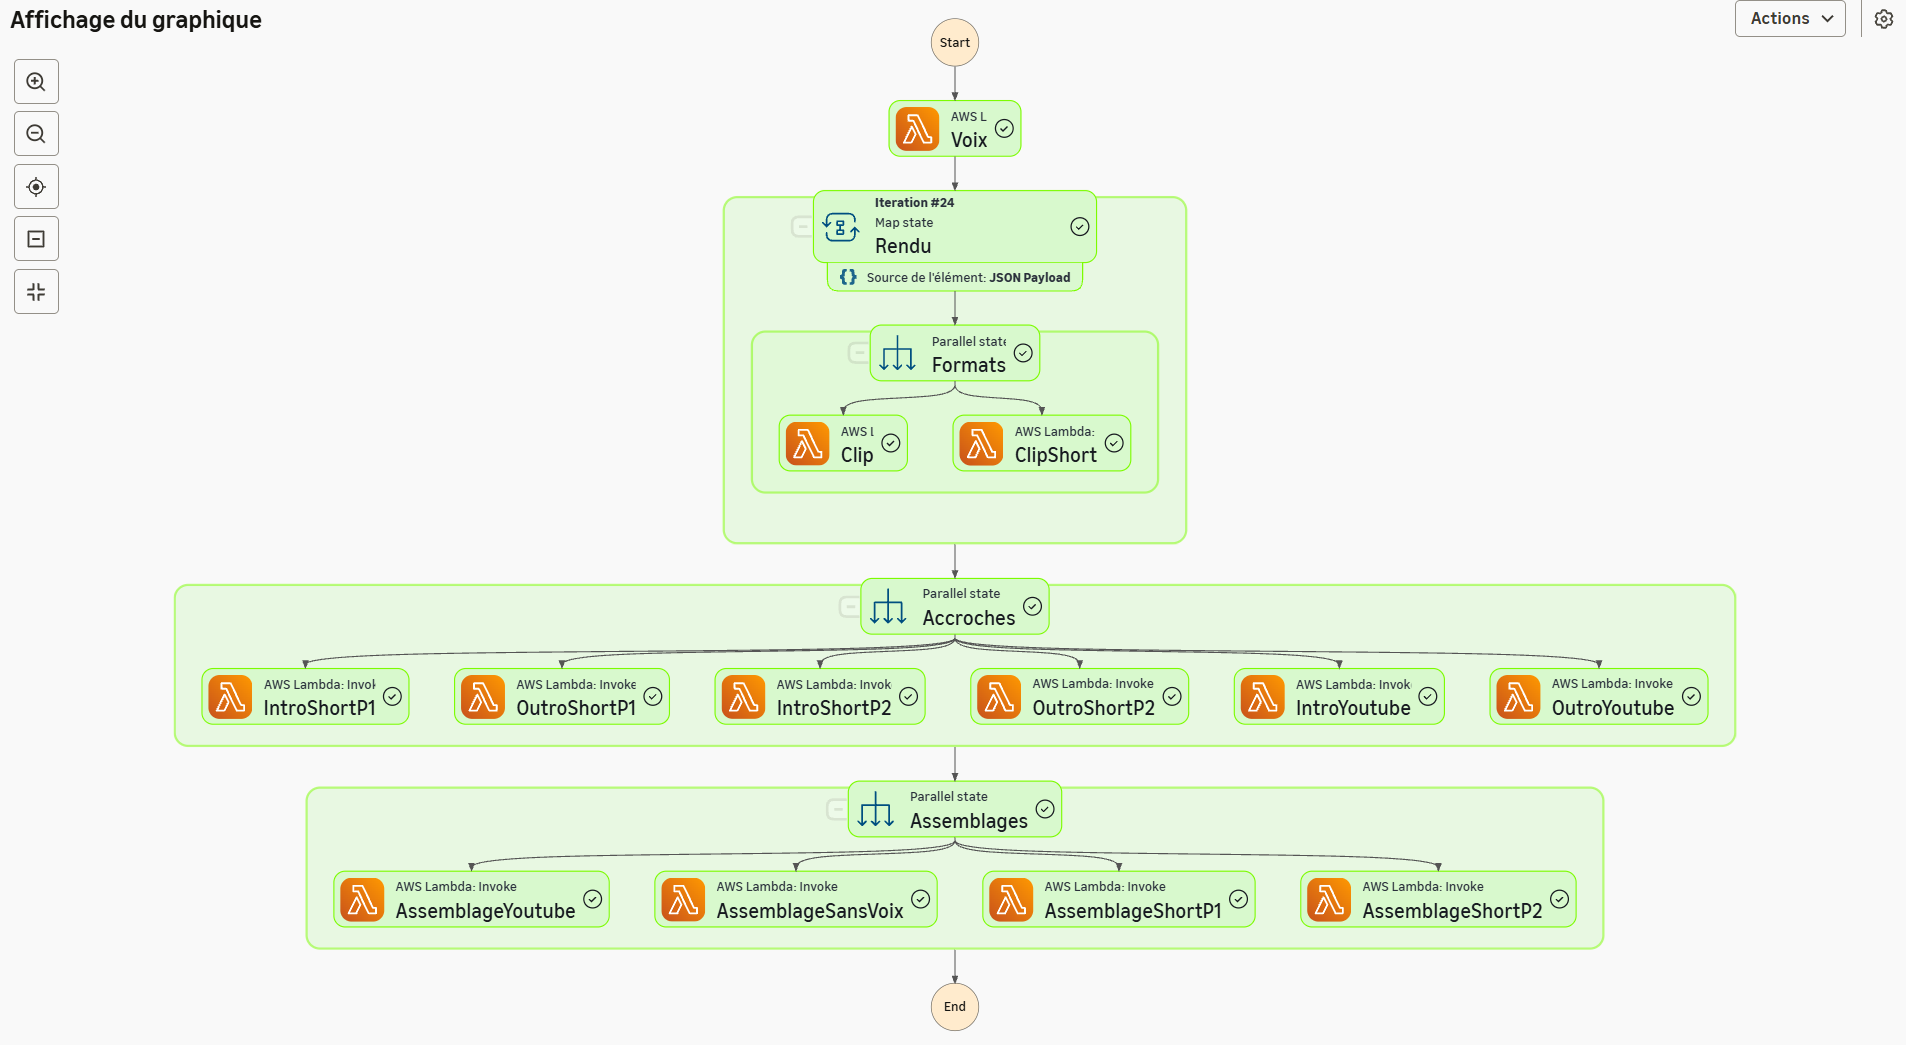 Affichage du graphique
Actions
Start
AWS L
Voix
Iteration #24
Map state
Rendu
Source de l'élément: JSON Payload
Parallel state
Formats
AWS l
Clip
AWS Lambda:
ClipShort
Parallel state
Accroches
AWS Lambda: Invok
IntroShortP1
AWS Lambda: Invoke
OutroShortP1
AWS Lambda: Invok
IntroShortP2
AWS Lambda: Invoke
OutroShortP2
AWS Lambda: Invok
IntroYoutube
AWS Lambda: Invoke
OutroYoutube
Parallel state
Assemblages
AWS Lambda: Invoke
AssemblageYoutube
AWS Lambda: Invoke
AssemblageSansVoix
AWS Lambda: Invoke
AssemblageShortP1
AWS Lambda: Invoke
AssemblageShortP2
End